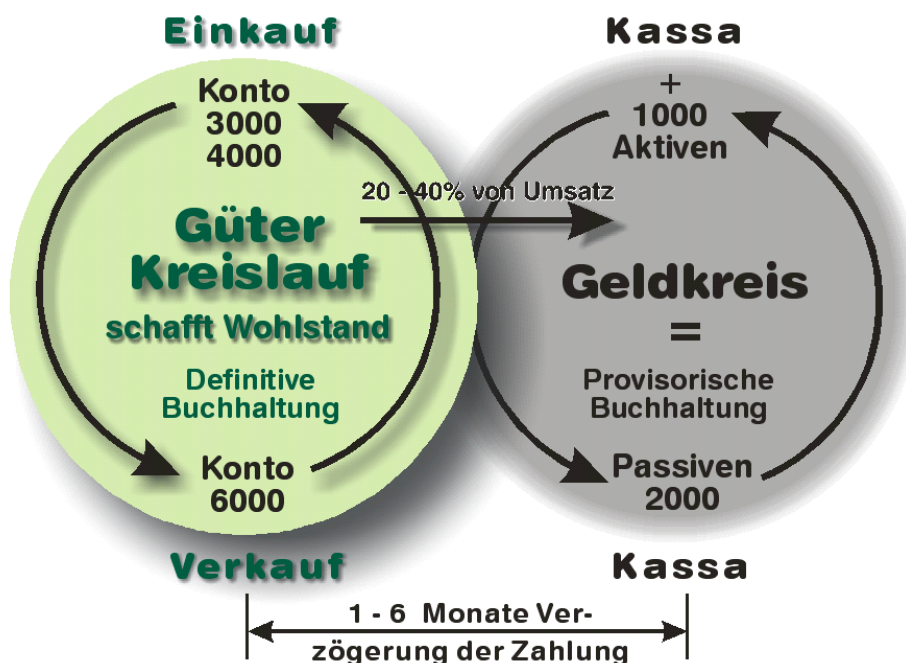 Einkauf
Konto
3000
4000
Güter
Kreislauf
schafft Wohlstand
Definitive
Buchhaltung
Konto
6000
Verkauf
20 - 40% von Umsatz
Kassa
+
1000
Aktiven
Geldkreis
=
Provisorische
Buchhaltung
Passiven
2000
Kassa
1 - 6 Monate Ver-
zögerung der Zahlung